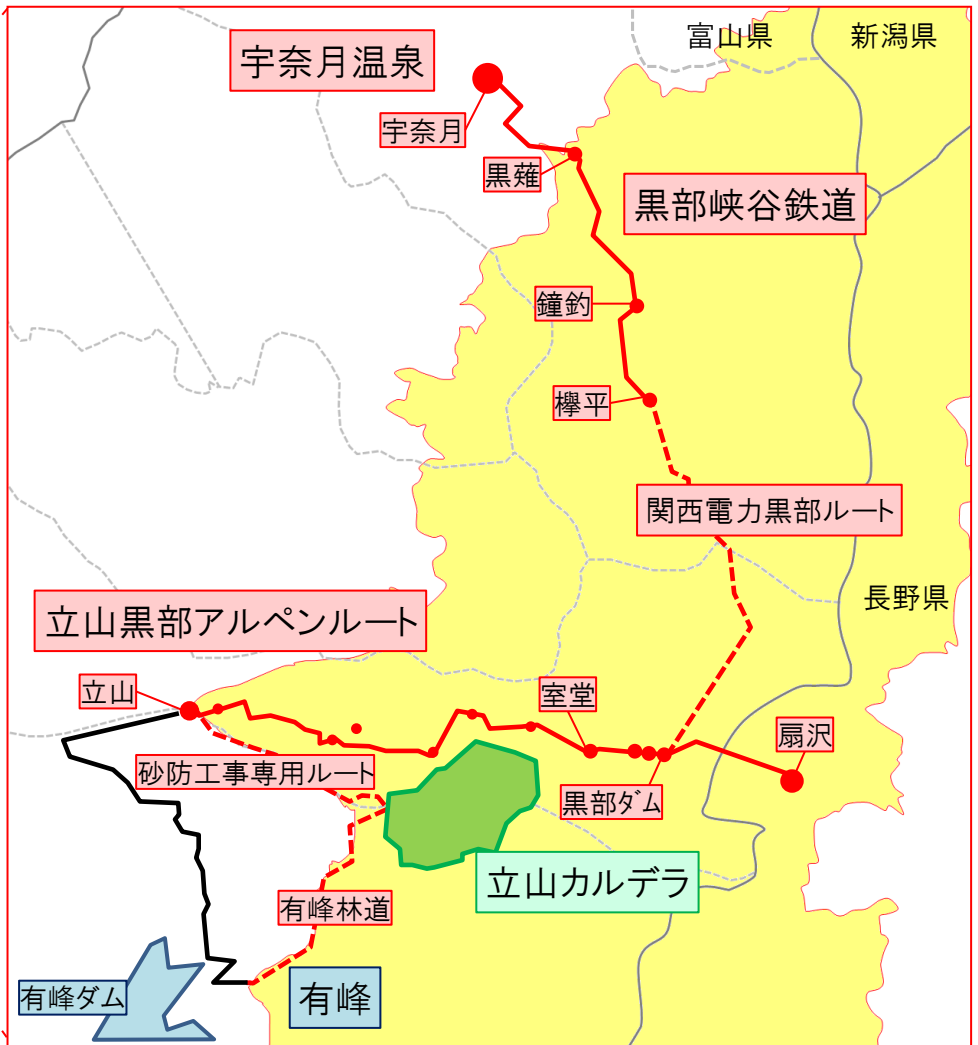 富山県
新潟県
宇奈月温泉
宇奈月
黒薙
黒部峡谷鉄道
鐘釣
欅平
関西電力黒部ルート
長野県
立山黒部アルペンルート
立山
室堂
扇沢
砂防工事専用ルート
黒部ダム
立山カルデラ
有峰林道
有峰ダム
有峰